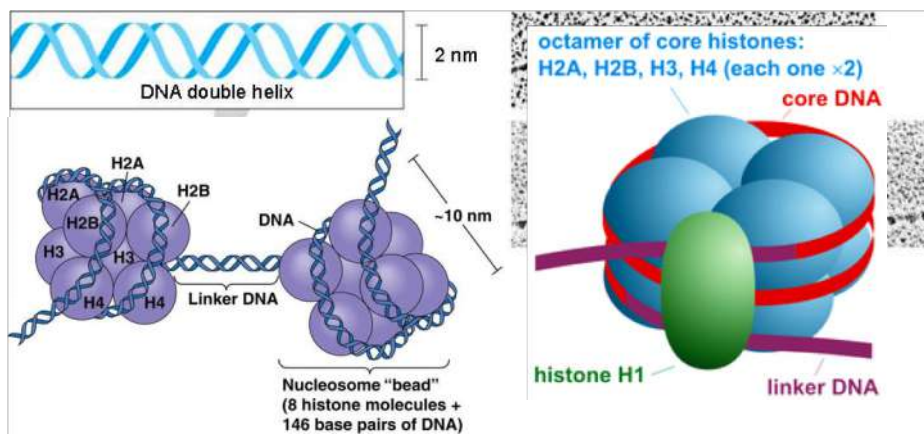 2 nm
DNA double helix
octamer of core histones:
H2A, H2B, H3, H4 (each one ×2)
core DNA
H2A
H2A
H2B
H2B
H3
H3
H4
H4
DNA
~10 nm
Linker DNA
Nucleosome “bead”
(8 histone molecules +
146 base pairs of DNA)
histone H1
linker DNA